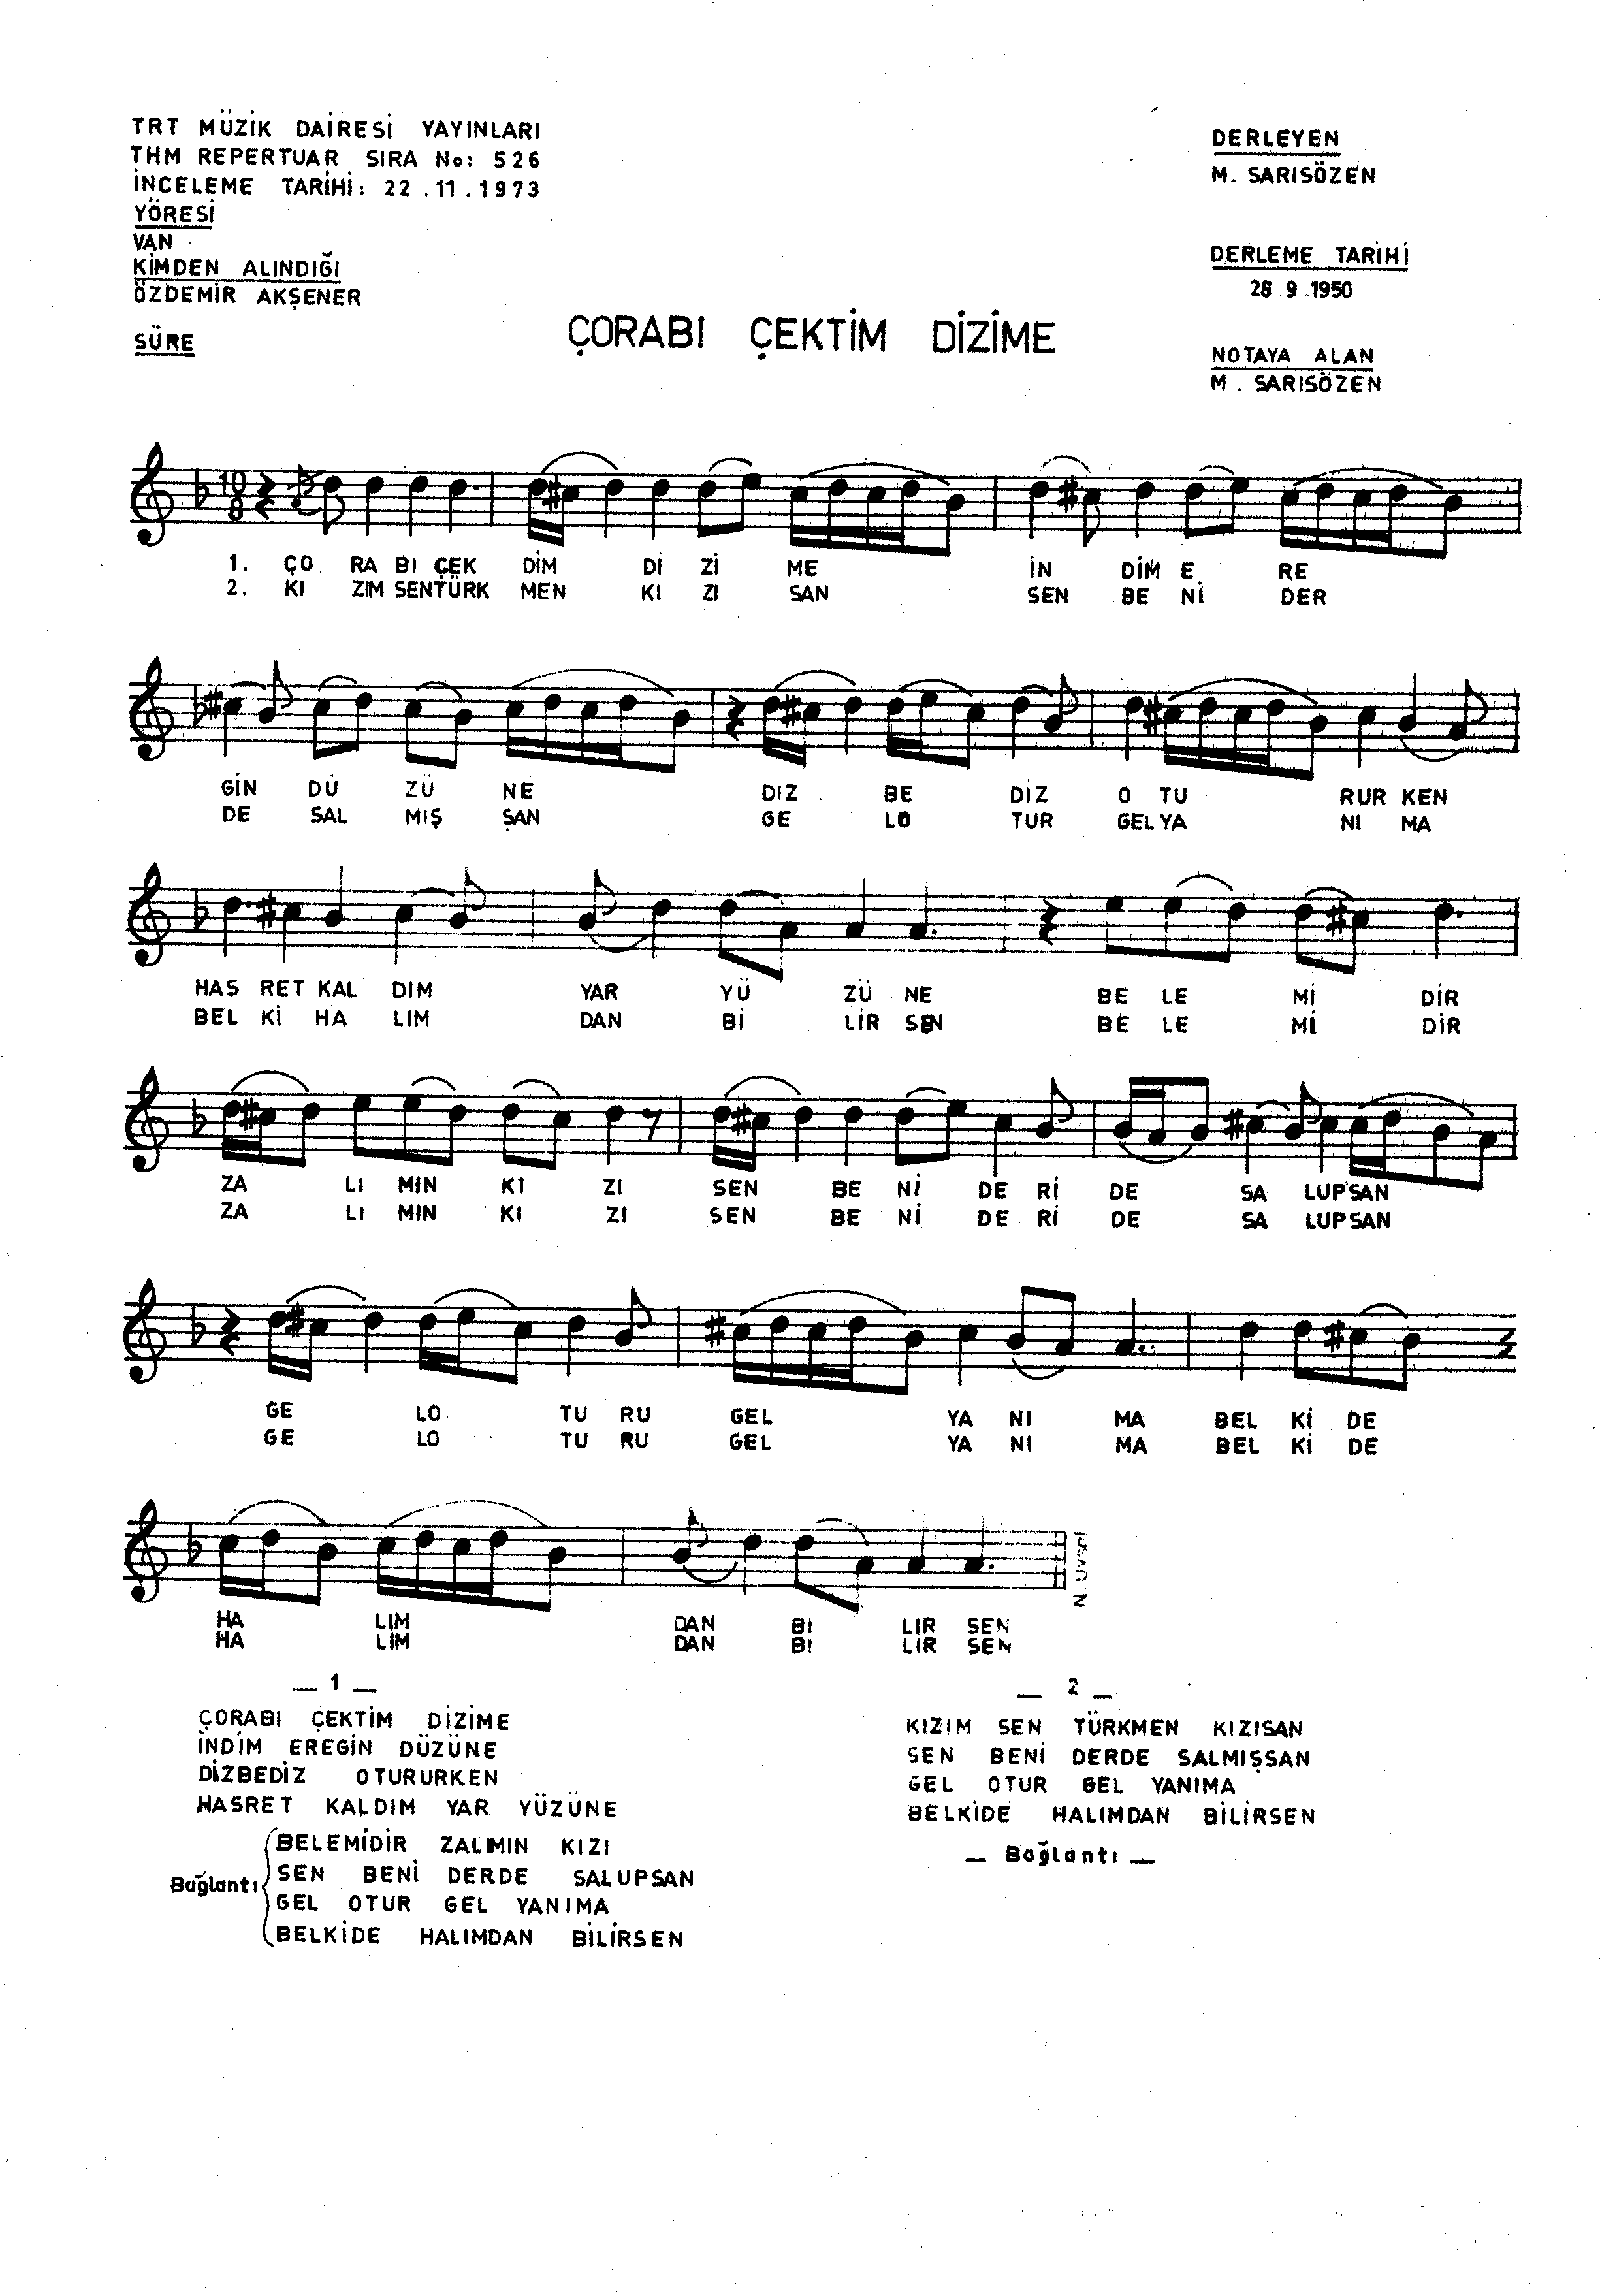 TRT MÜZİK DAİRESİ YAYINLARI
THM REPERTUAR SIRA No: 526
İNCELEME TARİHİ: 22.11.1973
YÖRESİ
VAN
KİMDEN ALINDIĞI
ÖZDEMİR AKŞENER
SÜRE
DERLEYEN
M. SARISÖZEN
DERLEME TARİHİ
28.9.1950
NOTAYA ALAN
M. SARISÖZEN
ÇORABI ÇEKTİM DİZİME
10
8
1. ÇO RA BI ÇEK DİM Dİ Zİ ME İN DİM E RE
2. KI ZIM SEN TÜRK MEN KI ZI SAN SEN BE Nİ DER
GİN DÜ ZÜ NE DIZ BE DİZ O TU RUR KEN
DE SAL MIŞ ŞAN GE LO TUR GEL YA NI MA
HAS RET KAL DIM YAR YÜ ZÜ NE BE LE Mİ DİR
BEL Kİ HA LIM DAN Bİ LİR SEN BE LE Mİ DİR
ZA LI MIN KI ZI SEN BE Nİ DE Rİ DE SA LUP SAN
ZA LI MIN KI ZI SEN BE Nİ DE Rİ DE SA LUP SAN
GE LO TU RU GEL YA NI MA BEL Kİ DE
GE LO TU RU GEL YA NI MA BEL Kİ DE
HA LIM DAN BI LIR SEN
HA LIM DAN BI LIR SEN
_ 1 _
ÇORABI ÇEKTİM DİZİME
İNDİM EREGİN DÜZÜNE
DİZBEDİZ OTURURKEN
HASRET KALDIM YAR YÜZÜNE
Bağlantı
BELEMİDİR ZALIMIN KIZI
SEN BENİ DERDE SALUPSAN
GEL OTUR GEL YANIMA
BELKİDE HALIMDAN BİLİRSEN
_ 2 _
KIZIM SEN TÜRKMEN KIZISAN
SEN BENİ DERDE SALMIŞSAN
GEL OTUR GEL YANIMA
BELKİDE HALIMDAN BİLİRSEN
_ Bağlantı _